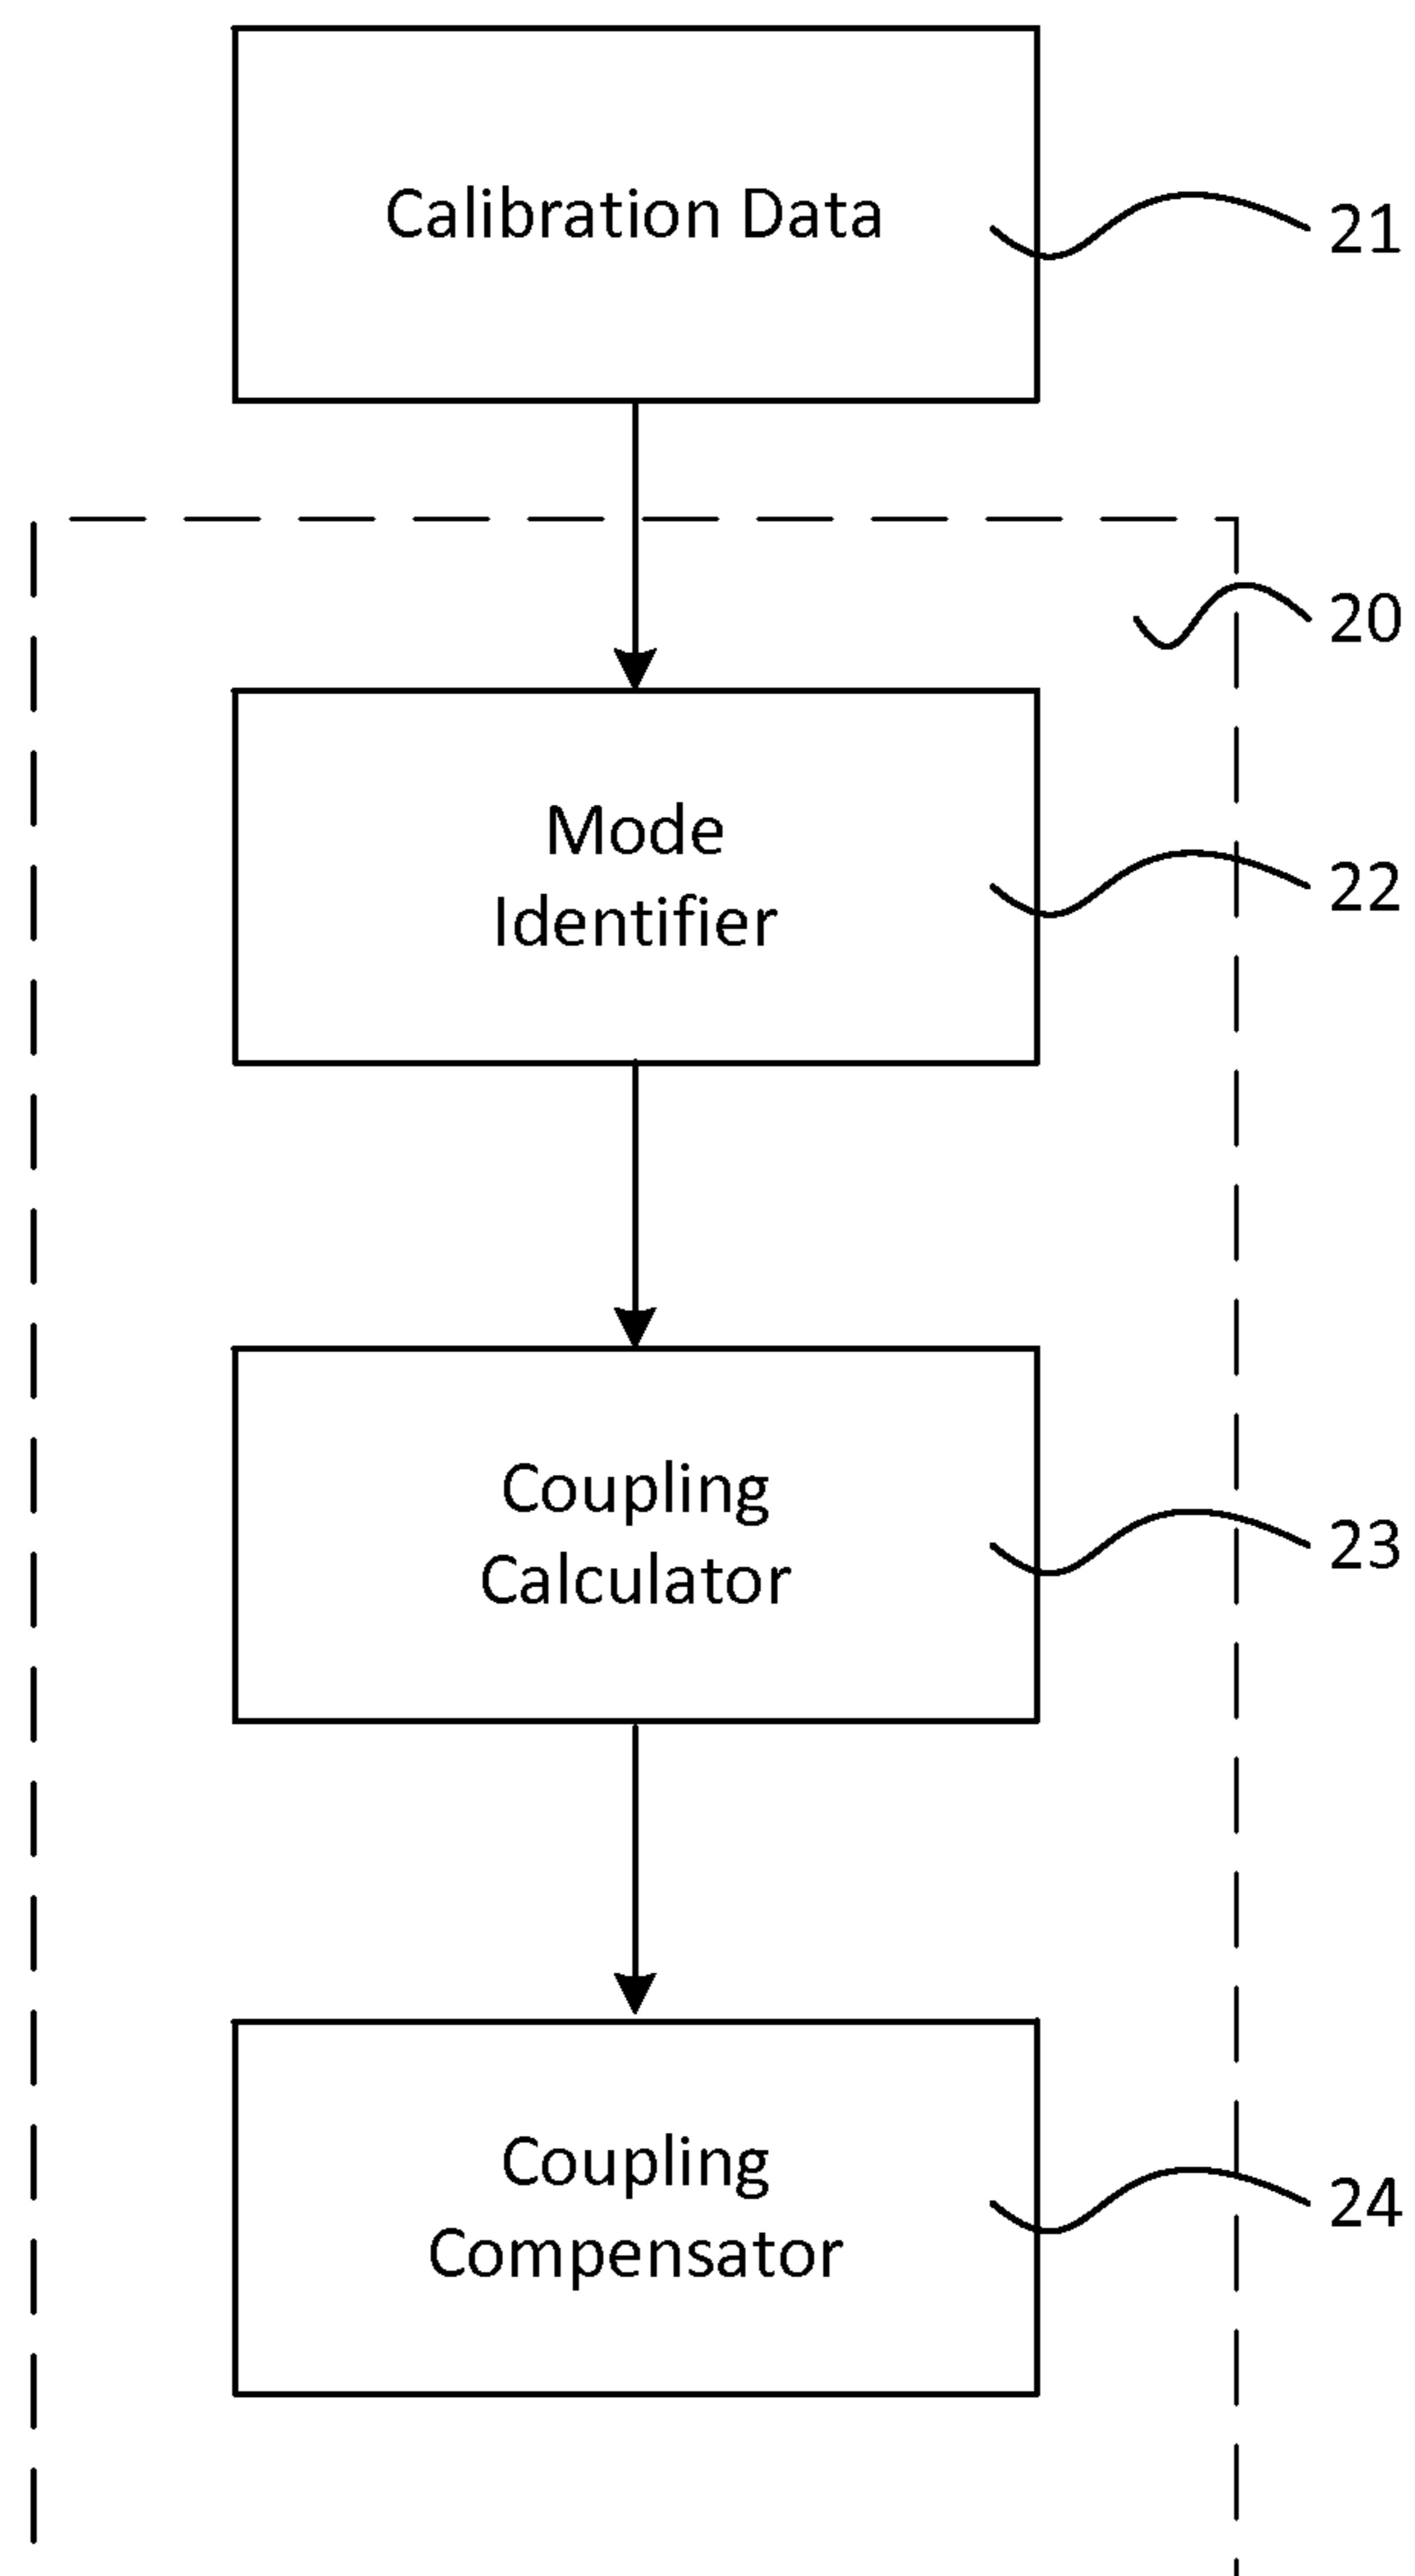 Calibration Data
21
20
Mode
Identifier
22
Coupling
Calculator
23
Coupling
Compensator
24